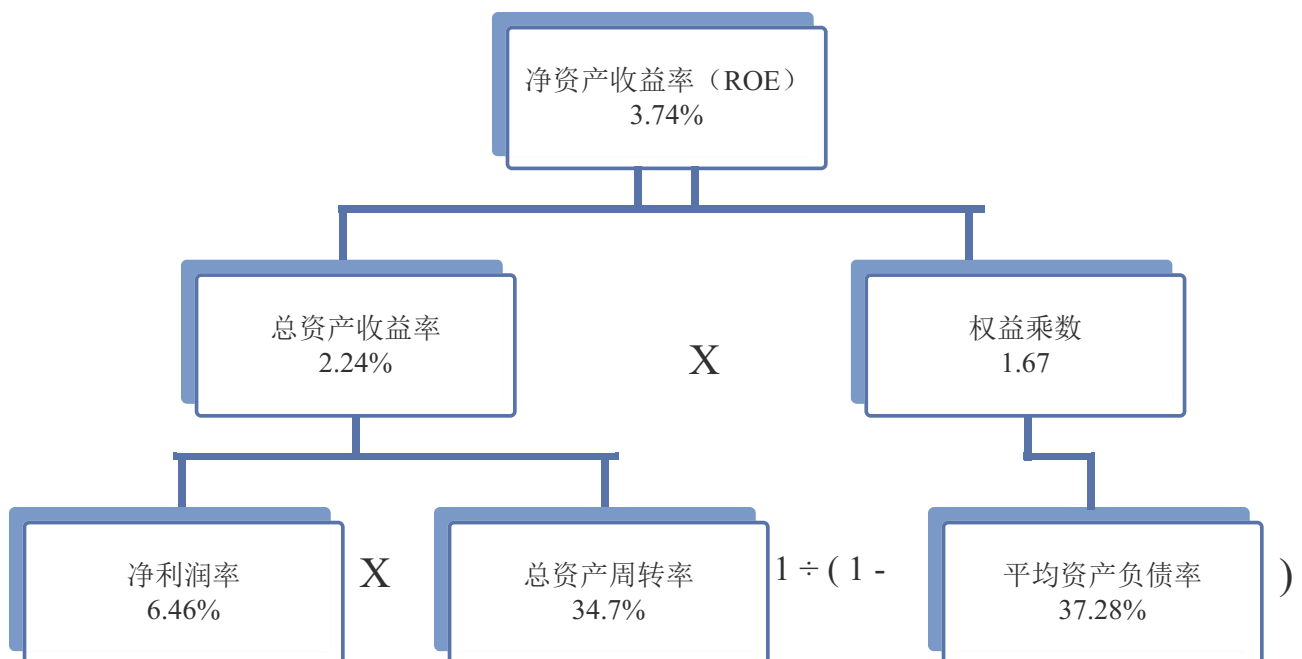 净资产收益率（ROE）
3.74%
总资产收益率
2.24%
X
权益乘数
1.67
净利润率
6.46%
X
总资产周转率
34.7%
1 ÷ ( 1 -
平均资产负债率
37.28%
)